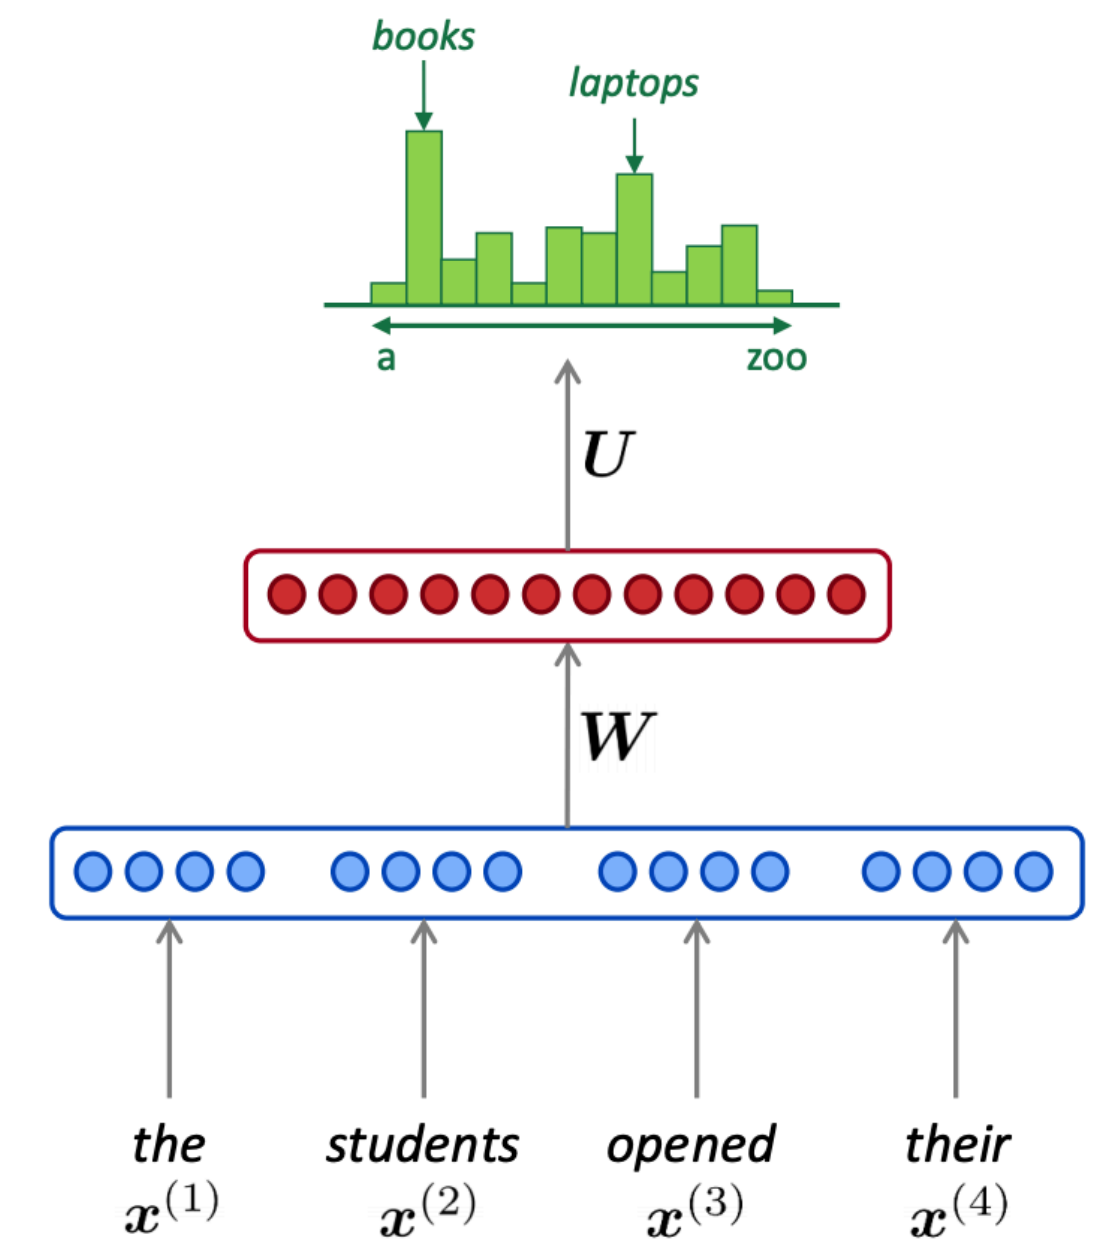 books
laptops
a zoo
U
W
the students opened their
x^(1) x^(2) x^(3) x^(4)